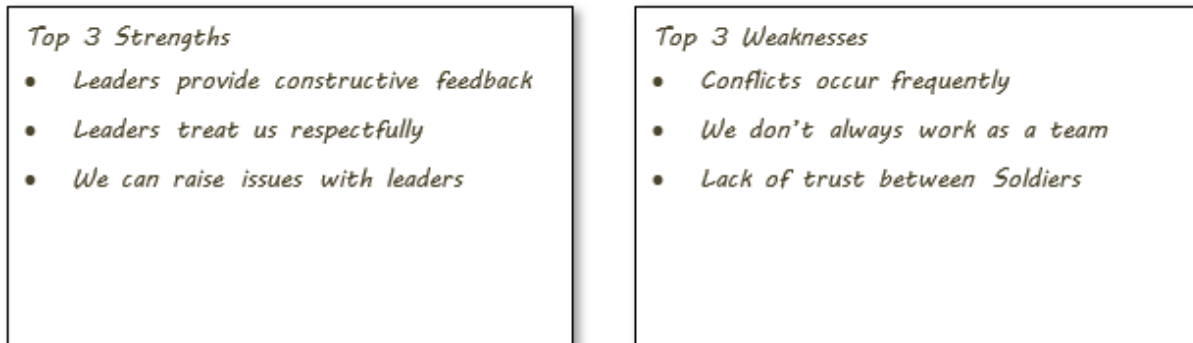 Top 3 Strengths
• Leaders provide constructive feedback
• Leaders treat us respectfully
• We can raise issues with leaders
Top 3 Weaknesses
• Conflicts occur frequently
• We don't always work as a team
• Lack of trust between Soldiers